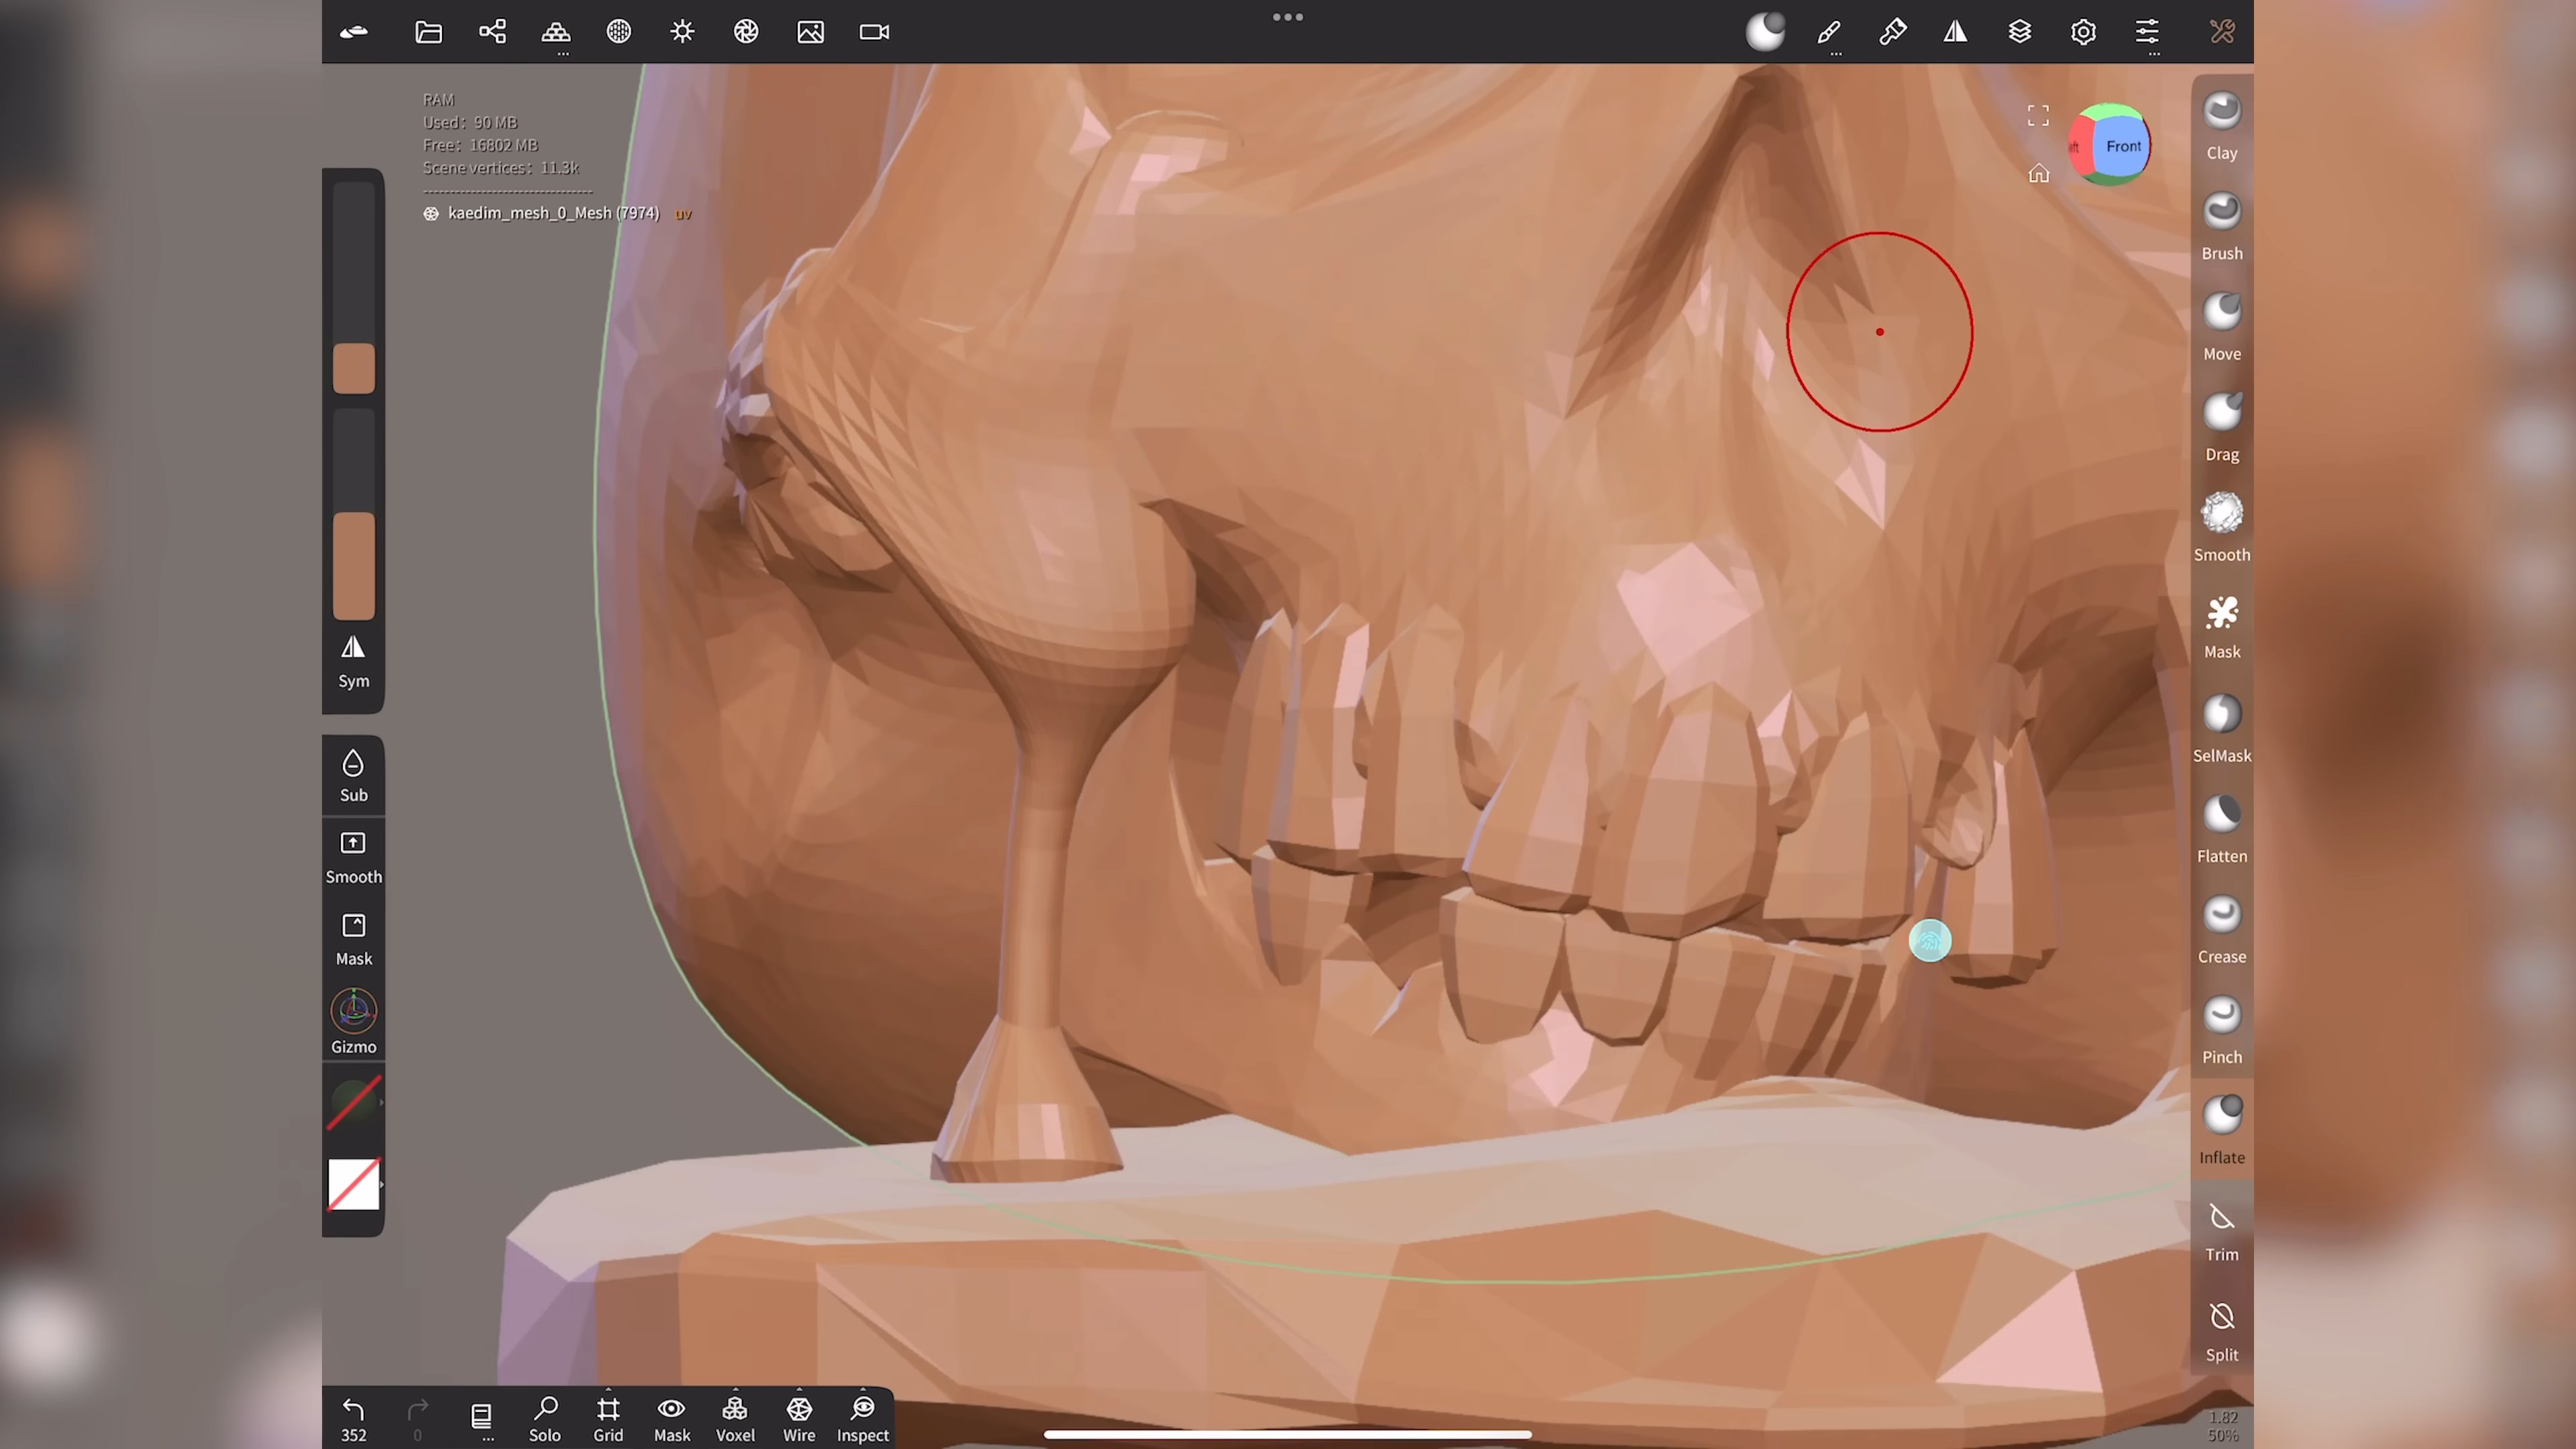 RAM
Used: 90 MB
Free: 16802 MB
Scene vertices: 11.3k
--------------------------------
kaedim_mesh_0_Mesh (7974) uv
Front
Clay
Brush
Move
Drag
Smooth
Mask
SelMask
Flatten
Crease
Pinch
Inflate
Trim
Split
Sym
Sub
Smooth
Mask
Gizmo
352
0
...
Solo
Grid
Mask
Voxel
Wire
Inspect
1.82
50%